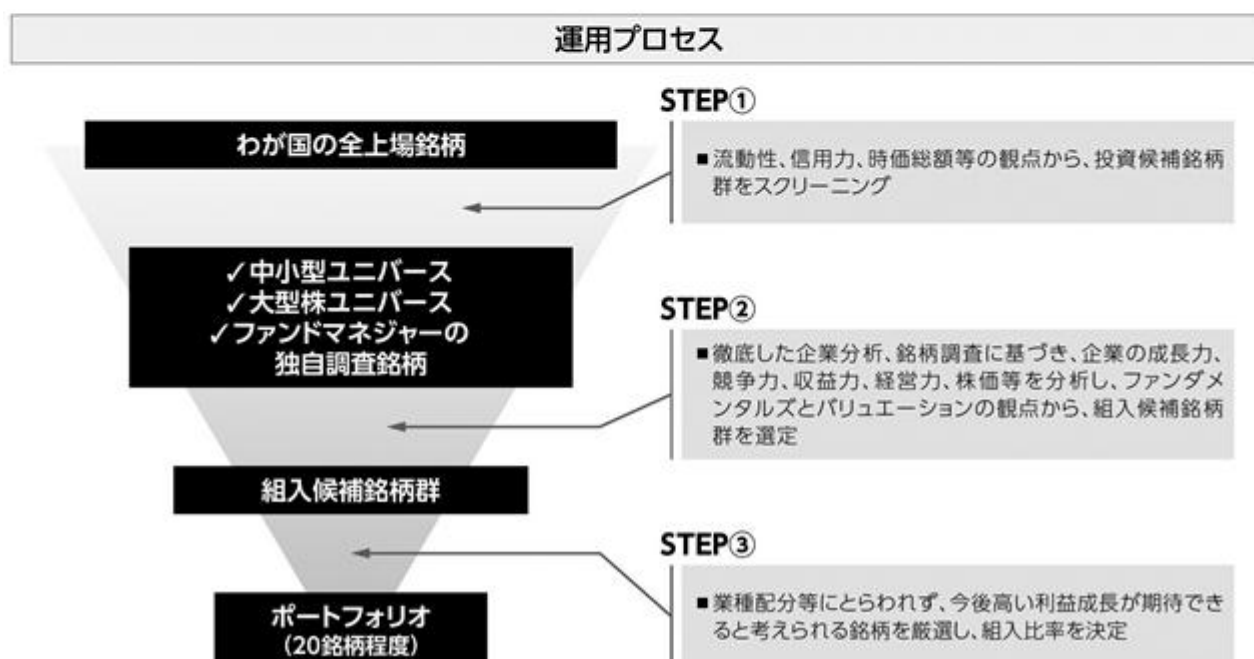 運用プロセス
わが国の全上場銘柄
STEP①
■流動性、信用力、時価総額等の観点から、投資候補銘柄
群をスクリーニング
✓中小型ユニバース
✓大型株ユニバース
✓ファンドマネジャーの
独自調査銘柄
STEP②
■徹底した企業分析、銘柄調査に基づき、企業の成長力、
競争力、収益力、経営力、株価等を分析し、ファンダメ
ンタルズとバリュエーションの観点から、組入候補銘柄
群を選定
組入候補銘柄群
STEP③
■業種配分等にとらわれず、今後高い利益成長が期待でき
ると考えられる銘柄を厳選し、組入比率を決定
ポートフォリオ
(20銘柄程度)